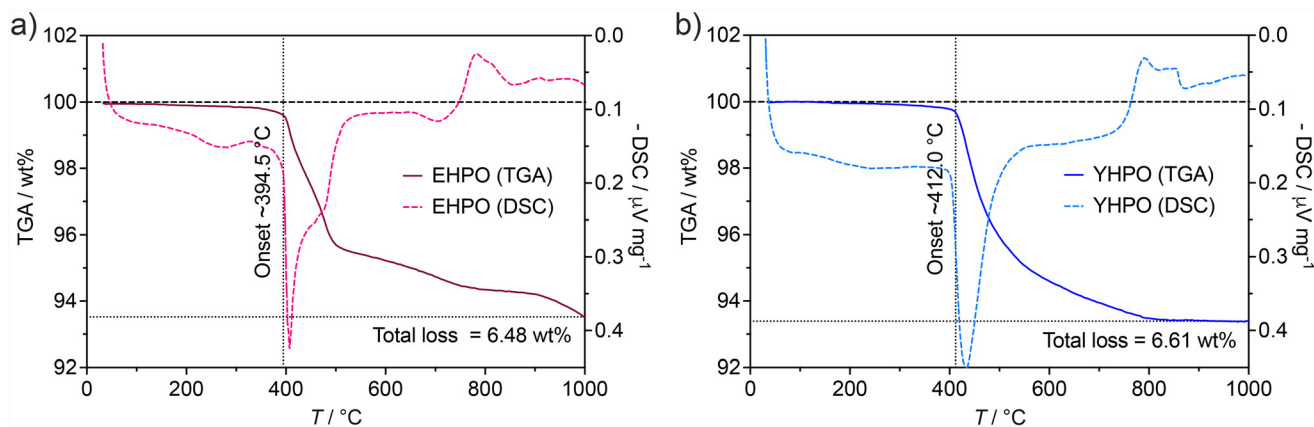 a)
102
100
98
96
94
92
TGA / wt%
0.0
0.1
0.2
0.3
0.4
- DSC / µV mg-1
Onset ~394.5 °C
EHPO (TGA)
EHPO (DSC)
Total loss = 6.48 wt%
0 200 400 600 800 1000
T / °C
b)
102
100
98
96
94
92
TGA / wt%
0.0
0.1
0.2
0.3
0.4
- DSC / µV mg-1
Onset ~412.0 °C
YHPO (TGA)
YHPO (DSC)
Total loss = 6.61 wt%
0 200 400 600 800 1000
T / °C